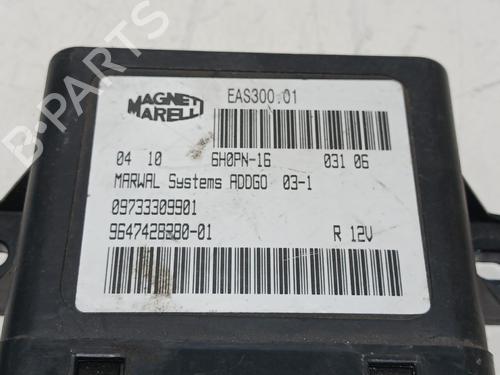 MAGNETI
MARELLI
EAS300.01
04 10 6H0PN-16 031 06
MARWAL Systems ADDGO 03-1
09733309901
9647428280-01 R 12V
B-PARTS